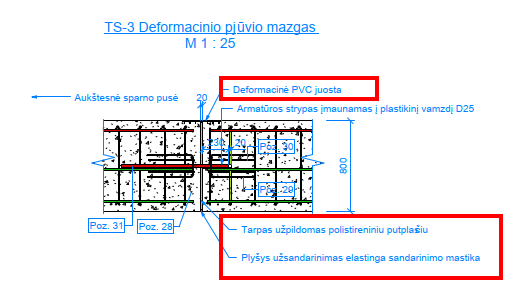 TS-3 Deformacinio pjūvio mazgas
M 1 : 25
Aukštesnė sparno pusė
20
Deformacinė PVC juosta
Armatūros strypas įmaunamas į plastikinį vamzdį D25
30
20
Poz. 30
800
Poz. 29
Poz. 31
Poz. 28
Tarpas užpildomas polistireniniu putplasčiu
Plyšys užsandarinimas elastinga sandarinimo mastika